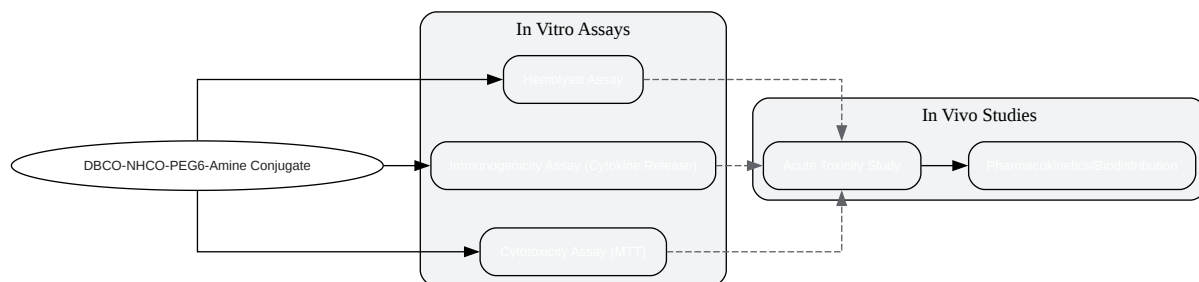 In Vitro Assays
Hemolysis Assay
In Vivo Studies
DBCO-NHCO-PEG6-Amine Conjugate
Immunogenicity Assay (Cytokine Release)
Acute Toxicity Study
Pharmacokinetics/Biodistribution
Cytotoxicity Assay (MTT)